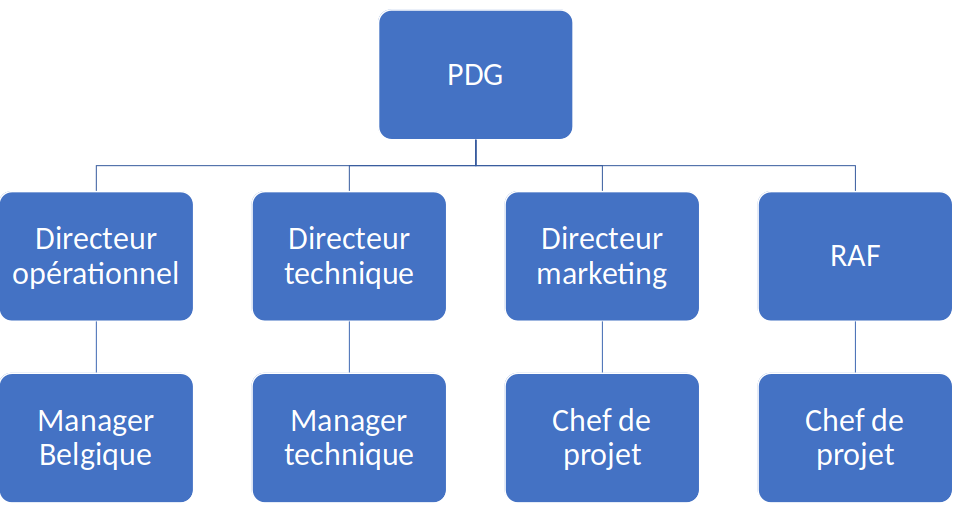 PDG
Directeur
opérationnel
Directeur
technique
Directeur
marketing
RAF
Manager
Belgique
Manager
technique
Chef de
projet
Chef de
projet